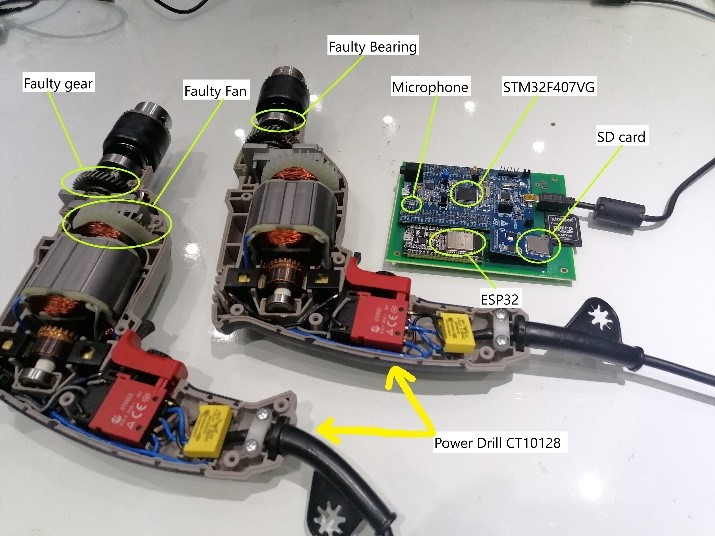 Faulty Bearing
Faulty gear
Faulty Fan
Microphone
STM32F407VG
SD card
ESP32
Power Drill CT10128